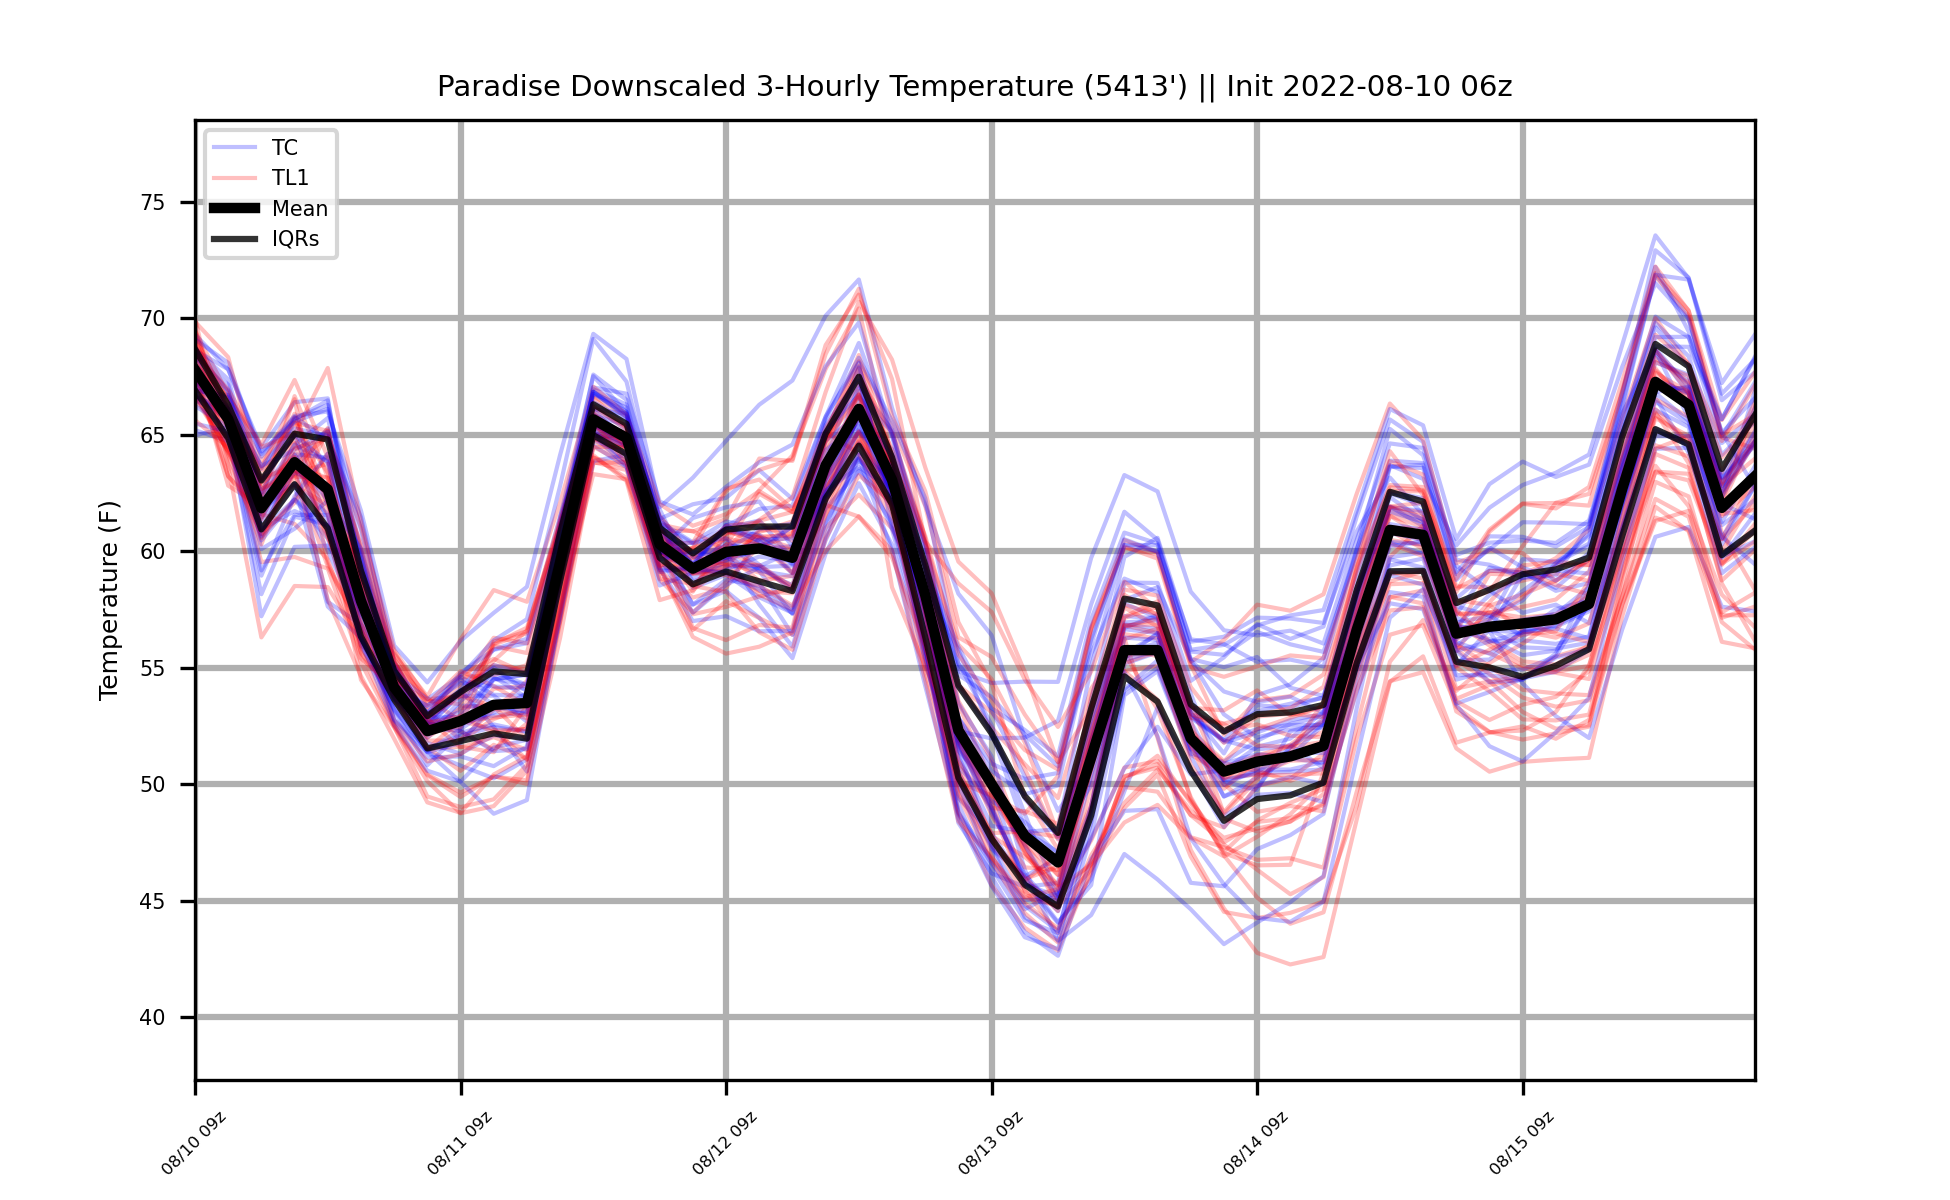 Paradise Downscaled 3-Hourly Temperature (5413') || Init 2022-08-10 06z
TC
TL1
Mean
IQRs
Temperature (F)
75
70
65
60
55
50
45
40
08/10 09z
08/11 09z
08/12 09z
08/13 09z
08/14 09z
08/15 09z